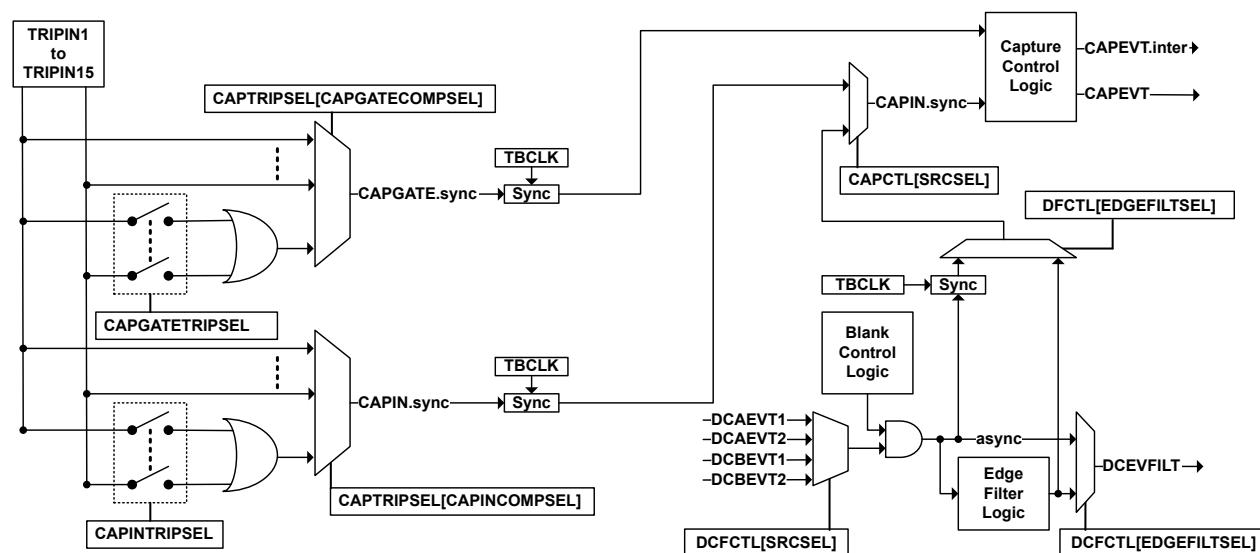 TRIPIN1
to
TRIPIN15
CAPTRIPSEL[CAPGATECOMPSEL]
TBCLK
CAPGATE.sync
Sync
CAPGATETRIPSEL
TBCLK
CAPIN.sync
Sync
CAPTRIPSEL[CAPINCOMPSEL]
CAPINTRIPSEL
Capture
Control
Logic
CAPEVT.inter
CAPEVT
CAPIN.sync
CAPCTL[SRCSEL]
DFCTL[EDGEFILTSEL]
TBCLK
Sync
Blank
Control
Logic
DCAEVT1
DCAEVT2
DCBEVT1
DCBEVT2
async
Edge
Filter
Logic
DCEVFILT
DCFCTL[SRCSEL]
DCFCTL[EDGEFILTSEL]